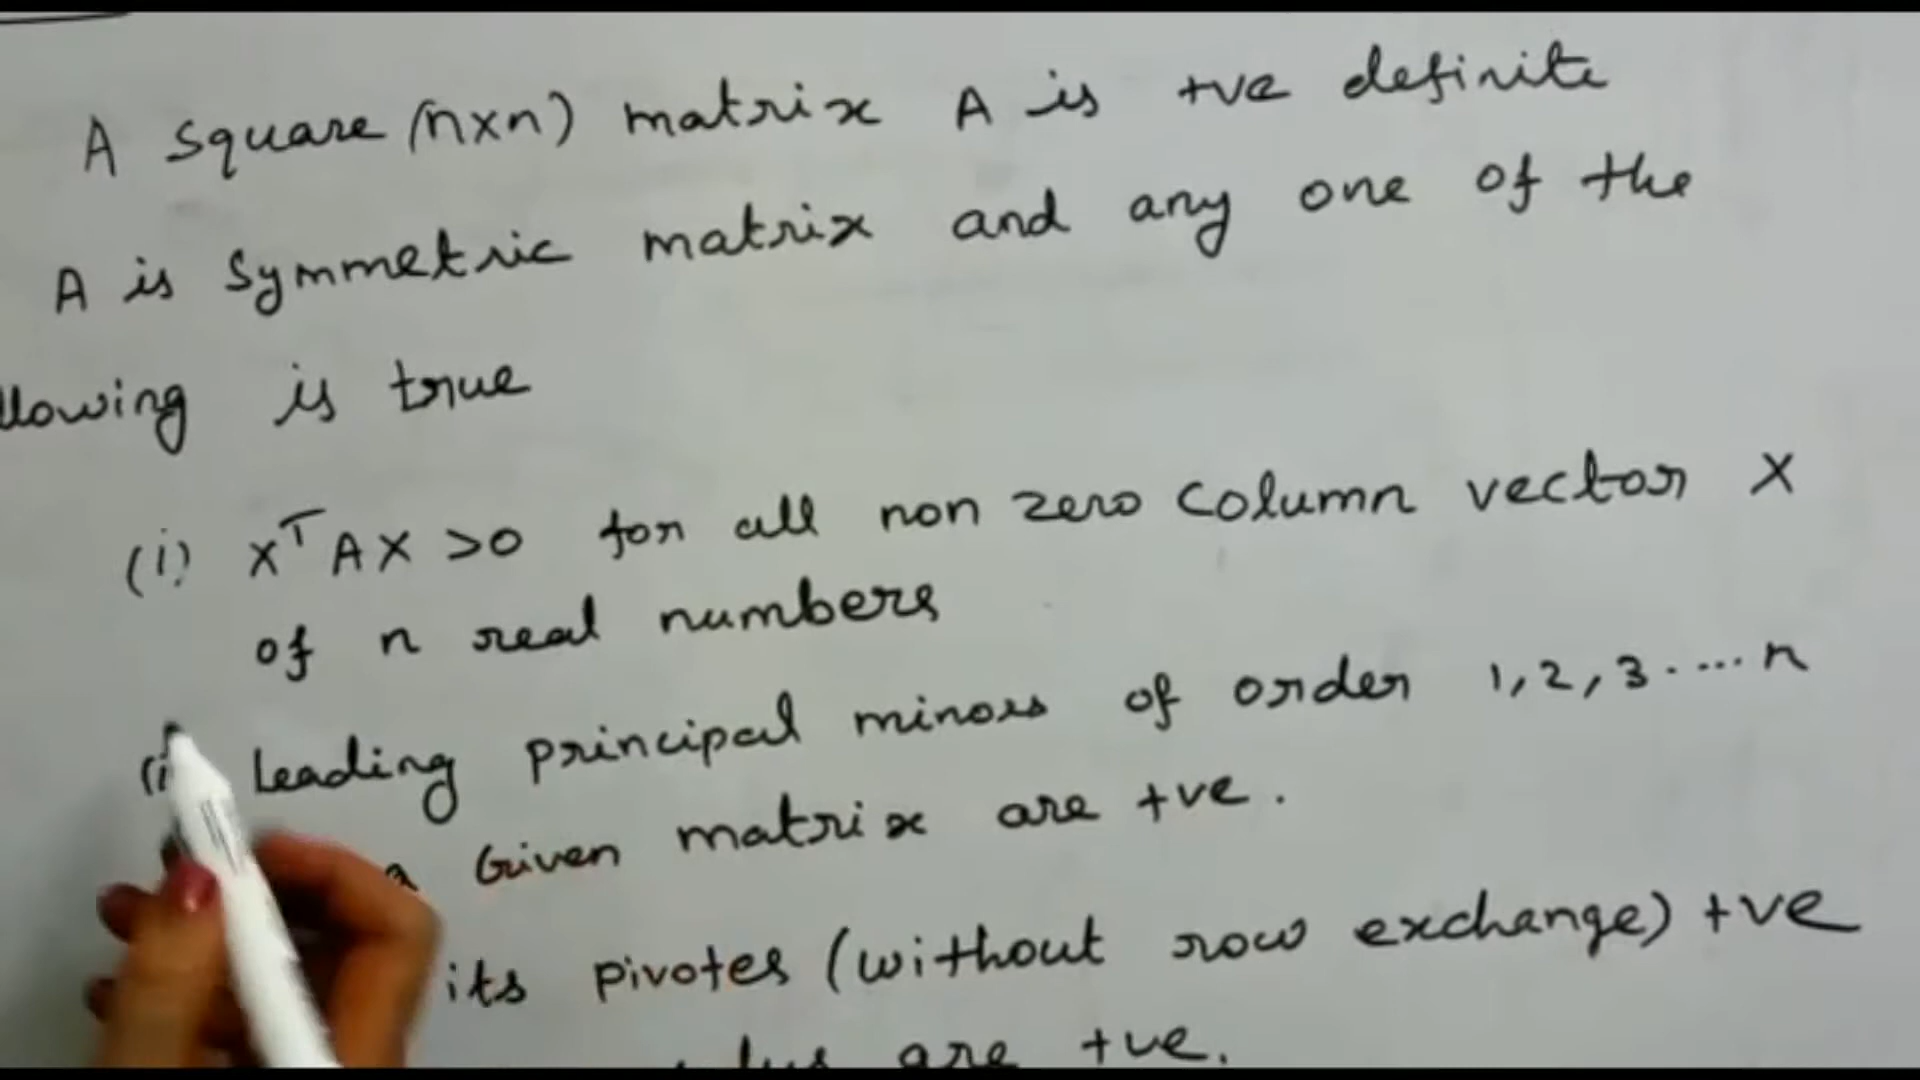 A square (n×n) matrix A is +ve definite
A is Symmetric matrix and any one of the
llowing is true
(i) X^T A X >0 for all non zero column vector X
of n real numbers
(i Leading principal minors of order 1,2,3.....n
a Given matrix are +ve.
its pivotes (without row exchange) +ve
are +ve.